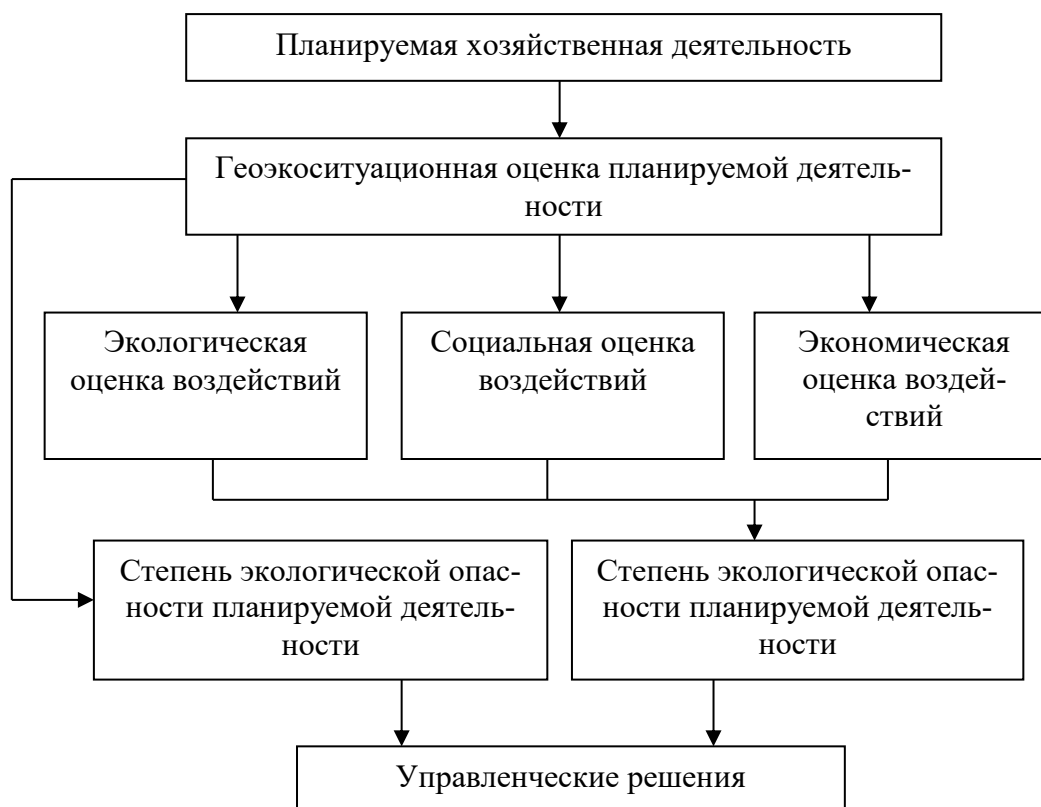 Планируемая хозяйственная деятельность
Геоэкоситуационная оценка планируемой деятель-
ности
Экологическая
оценка воздействий
Социальная оценка
воздействий
Экономическая
оценка воздей-
ствий
Степень экологической опас-
ности планируемой деятель-
ности
Степень экологической опас-
ности планируемой деятель-
ности
Управленческие решения